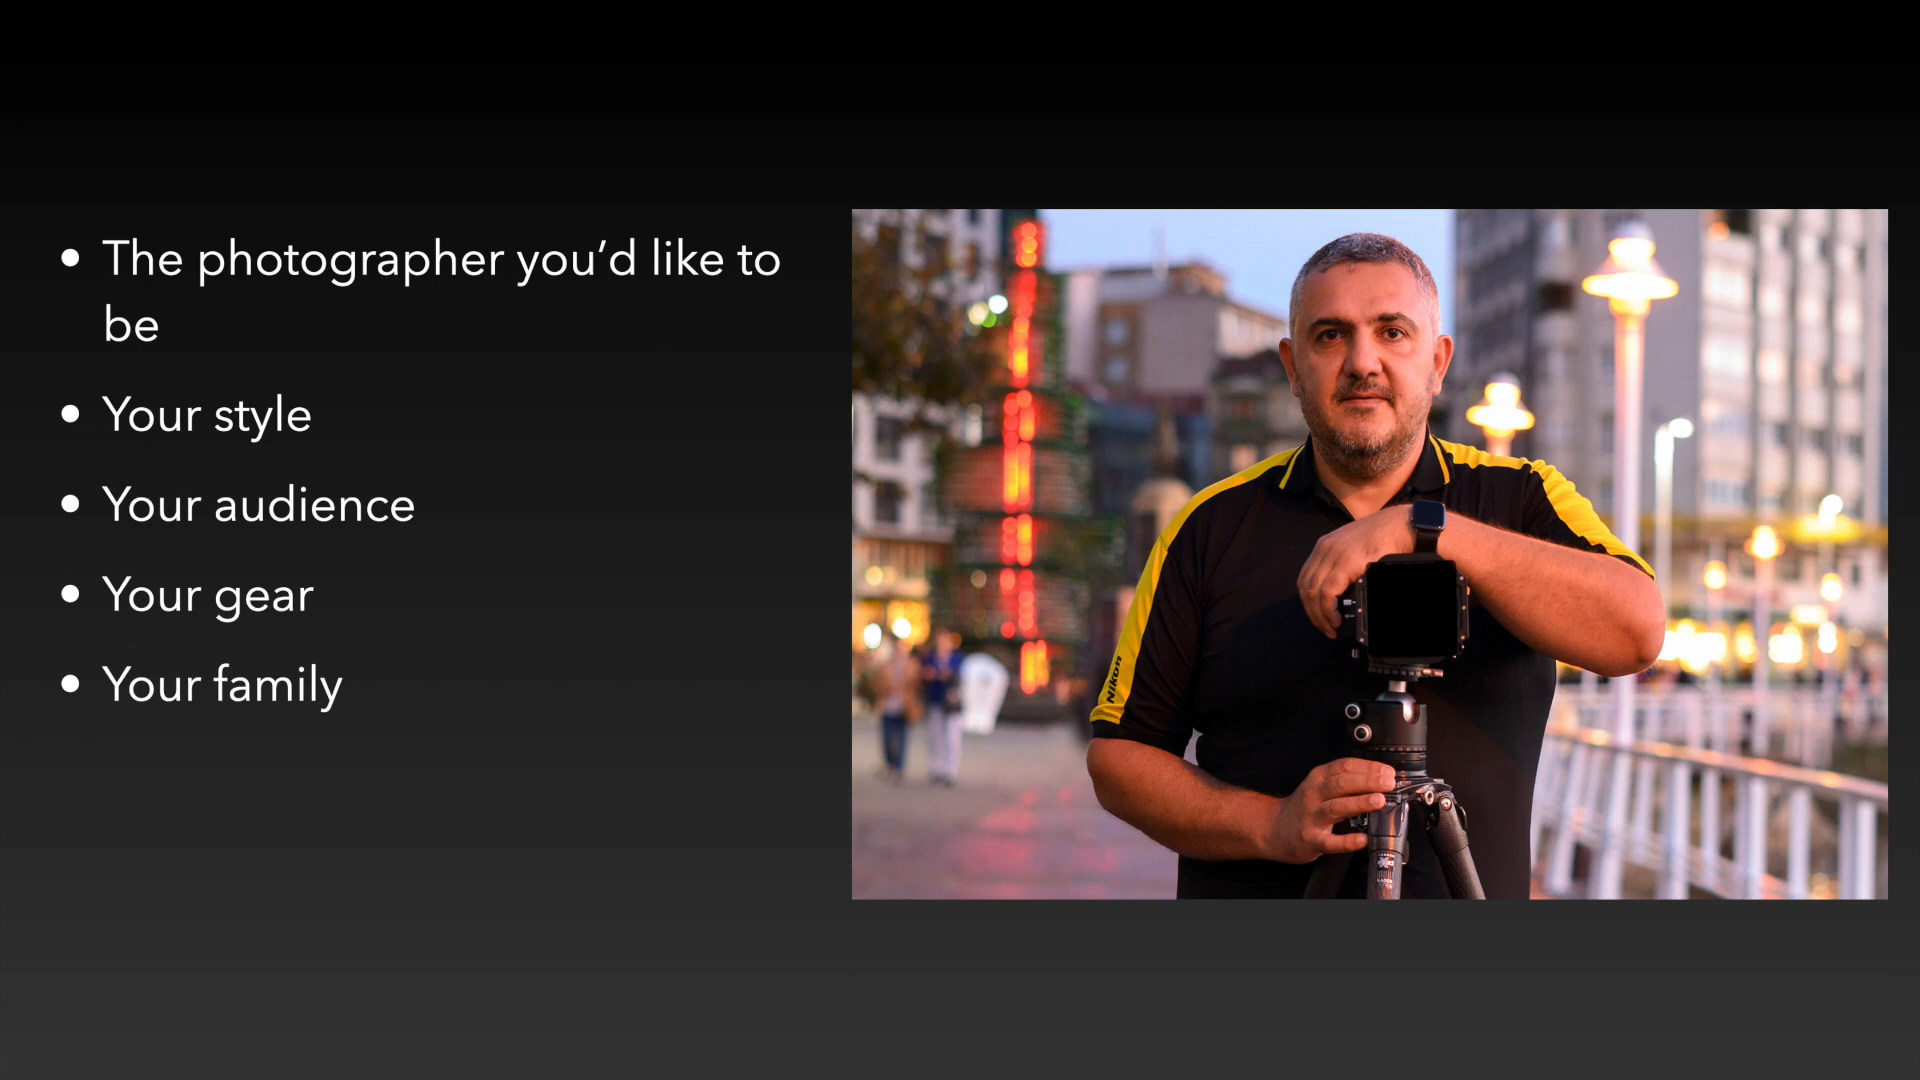 • The photographer you’d like to
be
• Your style
• Your audience
• Your gear
• Your family
Nikon